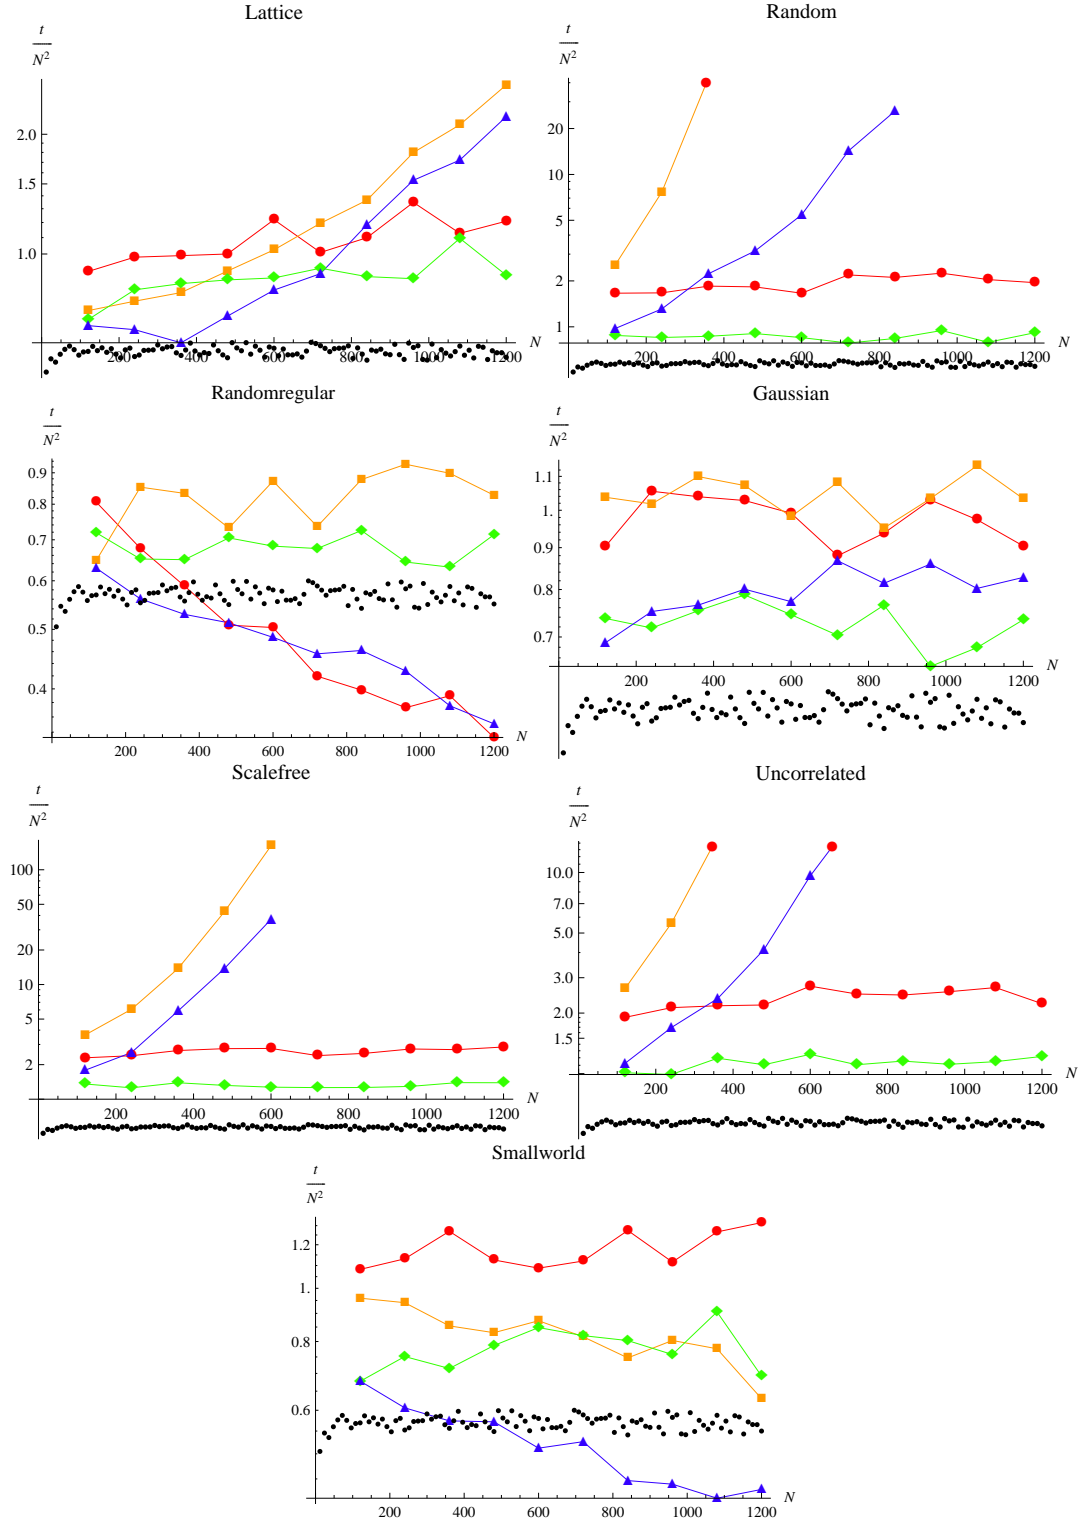 Lattice
t
N²
2.0
1.5
1.0
200 400 600 800 1000 1200 N
Random
t
N²
20
10
5
2
1
200 400 600 800 1000 1200 N
Randomregular
t
N²
0.9
0.8
0.7
0.6
0.5
0.4
200 400 600 800 1000 1200 N
Gaussian
t
N²
1.1
1.
0.9
0.8
0.7
200 400 600 800 1000 1200 N
Scalefree
t
N²
100
50
20
10
5
2
200 400 600 800 1000 1200 N
Uncorrelated
t
N²
10.0
7.0
5.0
3.0
2.0
1.5
200 400 600 800 1000 1200 N
Smallworld
t
N²
1.2
1.
0.8
0.6
200 400 600 800 1000 1200 N